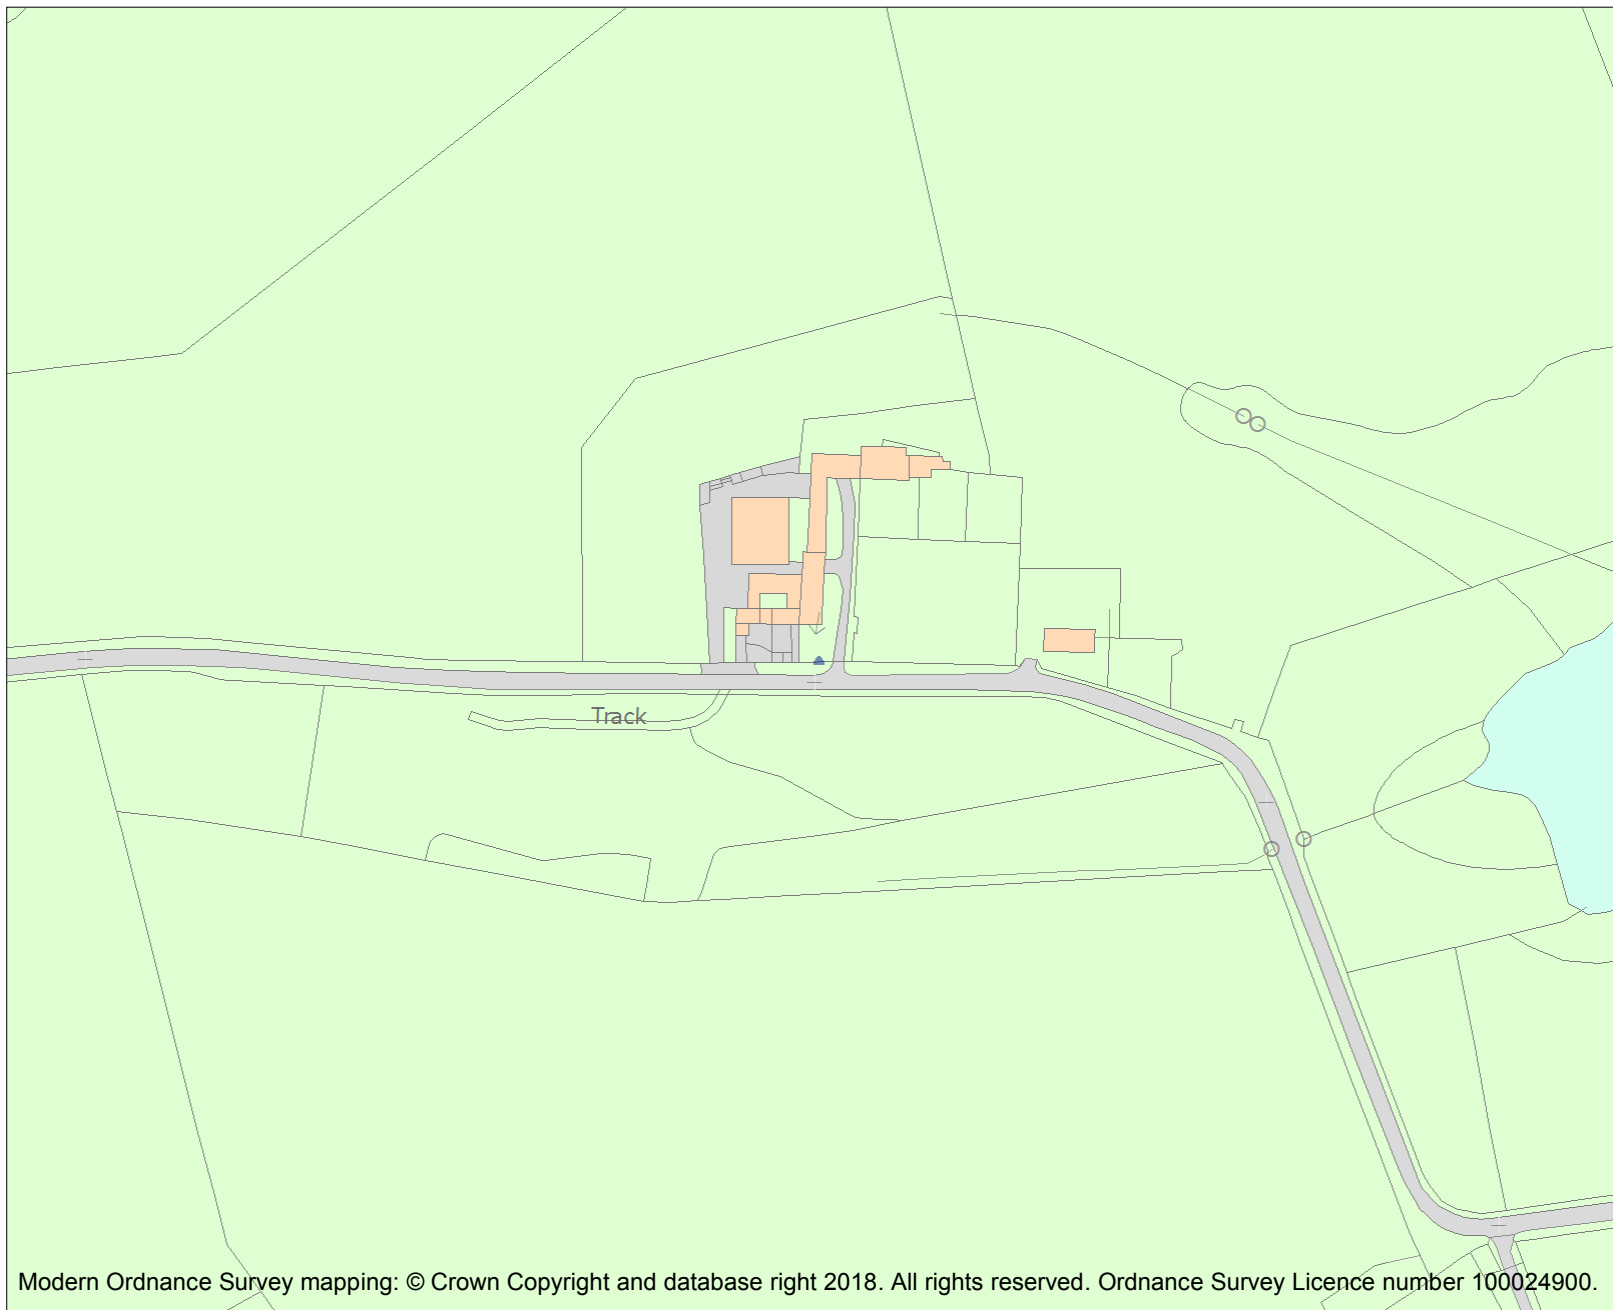 Track
Modern Ordnance Survey mapping: © Crown Copyright and database right 2018. All rights reserved. Ordnance Survey Licence number 100024900.